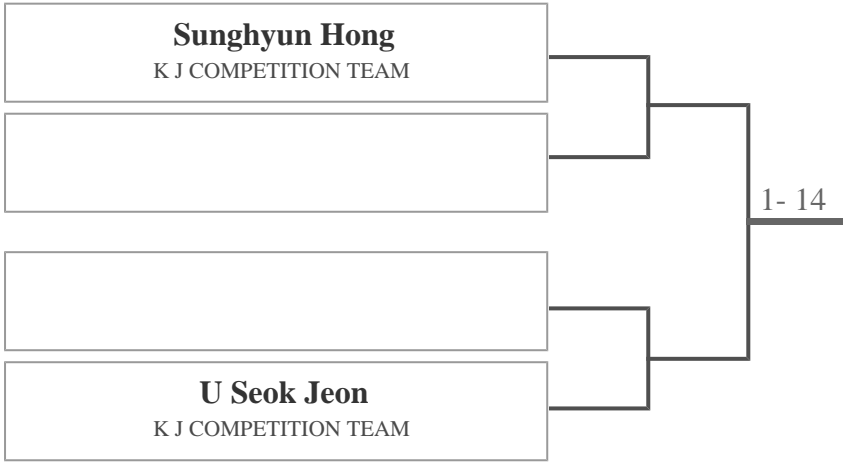 Sunghyun Hong
K J COMPETITION TEAM
1- 14
U Seok Jeon
K J COMPETITION TEAM